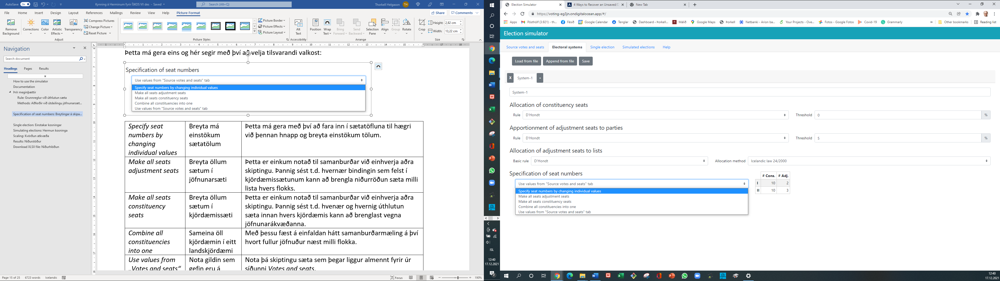 AutoSave On
Kynning á Herminum fyrir ÍSKOS VII des - Saved
Search (Alt+Q)
Thorkell Helgason TH
File Home Insert Design Layout References Mailings Review View Help Picture Format
Share Comments
Remove Background
Corrections
Color
Artistic Effects
Transparency
Compress Pictures
Change Picture
Reset Picture
Adjust
Picture Styles
Picture Border
Picture Effects
Picture Layout
Alt Text
Accessibility
Position
Wrap Text
Bring Forward
Send Backward
Selection Pane
Align
Group
Rotate
Arrange
Crop
Height: 2,82 cm
Width: 13,22 cm
Size
Navigation
Search document
Headings Pages Results
How to use the simulator
Documentation
Þrír meginþættir
Rule: Grunnreglur við úthlutun sæta
Methods: Aðferðir við útdeilingu jöfnunarsæt...
Specification of seat numbers: Breytingar á skipa...
Single election: Einstakar kosningar
Simulating elections: Hermun kosninga
Scaling: Kvörðun atkvæða
Results: Niðurstöður
Download XLSX file: Niðurhlöðun
Þetta má gera eins og hér segir með því að velja tilsvarandi valkost:
Specification of seat numbers
Use values from "Source votes and seats" tab
Specify seat numbers by changing individual values
Make all seats adjustment seats
Make all seats constituency seats
Combine all constituencies into one
Use values from "Source votes and seats" tab
Specify seat numbers by changing individual values
Breyta má einstökum sætatölum
Þetta má gera með því að fara inn í sætatöfluna til hægri
við þennan hnapp og breyta einstökum tölum.
Make all seats adjustment seats
Breyta öllum sætum í jöfnunarsæti
Þetta er einkum notað til samanburðar við einhverja aðra
skiptingu. Þannig sést t.d. hvernær bindingin sem felst í
kjördæmissætunum kann að brengla niðurröðun sæta milli
lista hvers flokks.
Make all seats constituency seats
Breyta öllum sætum í kjördæmissæti
Þetta er einkum notað til samanburðar við einhverja aðra
skiptingu. Þannig sést t.d. hvenær og hvernig úthlutun
sæta innan hvers kjördæmis kann að brenglast vegna
jöfnunarákvæðanna.
Combine all constituencies into one
Sameina öll kjördæmin í eitt landskjördæmi
Með þessu fæst á einfaldan hátt samanburðarmæling á því
hvort fullur jöfnuður næst milli flokka.
Use values from „Votes and seats“
Nota gildin sem gefin eru á
Nota þá skiptingu sæta sem þegar liggur almennt fyrir úr
síðunni Votes and seats.
Page 15 of 25 6723 words Icelandic
Focus
190%
ISL
12:40
17.12.2021
2
Election Simulator
4 Ways to Recover an Unsaved/D
New Tab
https://voting-eg3jn.ondigitalocean.app/#/
Apps
Pósthólf (3.921) - th...
Fésið
Google Calendar
Tenglar
Dashboard ‹ Þorkell...
Málið
Google Maps
Þorkell
Netbanki - Arion ba...
Your Projects - Ove...
Fotos - Google Fotos
Covid-19
Grammarly
»
Other bookmarks
Reading list
Election simulator
Source votes and seats
Electoral systems
Single election
Simulated elections
Help
Load from file
Append from file
Save
X System-1 +
System-1
Allocation of constituency seats
Rule D'Hondt Threshold 0 %
Apportionment of adjustment seats to parties
Rule D'Hondt Threshold 5 %
Allocation of adjustment seats to lists
Basic rule D'Hondt Allocation method Icelandic law 24/2000
Specification of seat numbers
Use values from "Source votes and seats" tab
Specify seat numbers by changing individual values
Make all seats adjustment seats
Make all seats constituency seats
Combine all constituencies into one
Use values from "Source votes and seats" tab
# Cons. # Adj.
I 10 2
II 10 3
12:40
17.12.2021